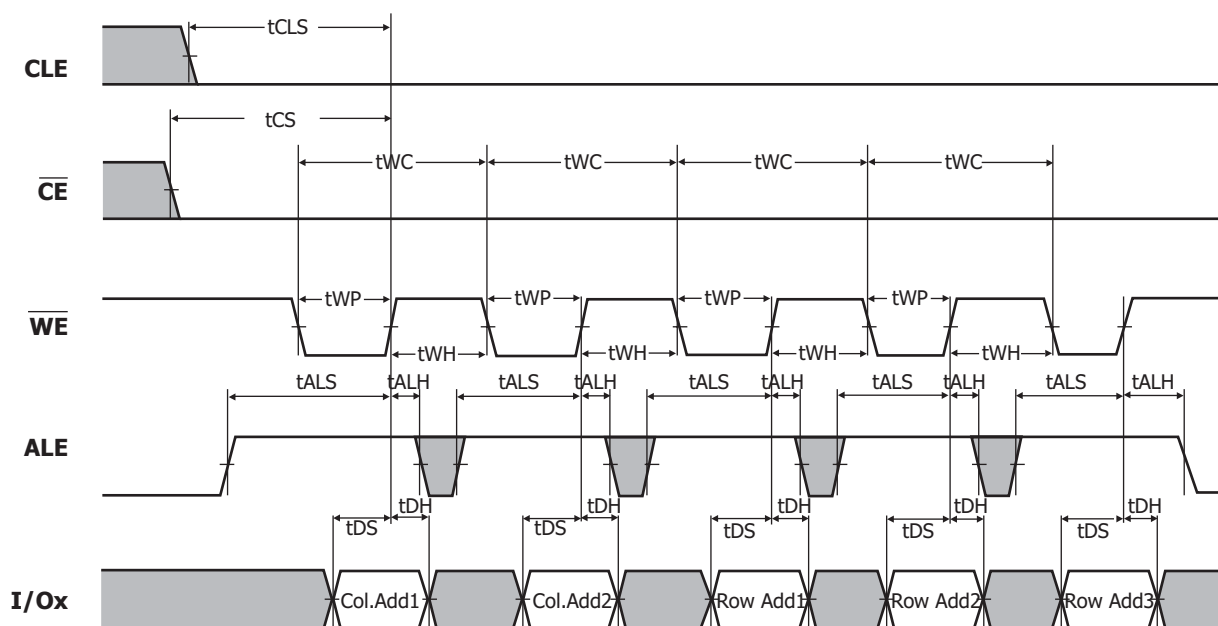 tCLS
CLE
tCS
tWC tWC tWC tWC
CE
tWP tWP tWP tWP
WE
tWH tWH tWH tWH
tALS tALH tALS tALH tALS tALH tALS tALH tALS tALH
ALE
tDS tDH tDS tDH tDS tDH tDS tDH tDS tDH
I/Ox Col.Add1 Col.Add2 Row Add1 Row Add2 Row Add3